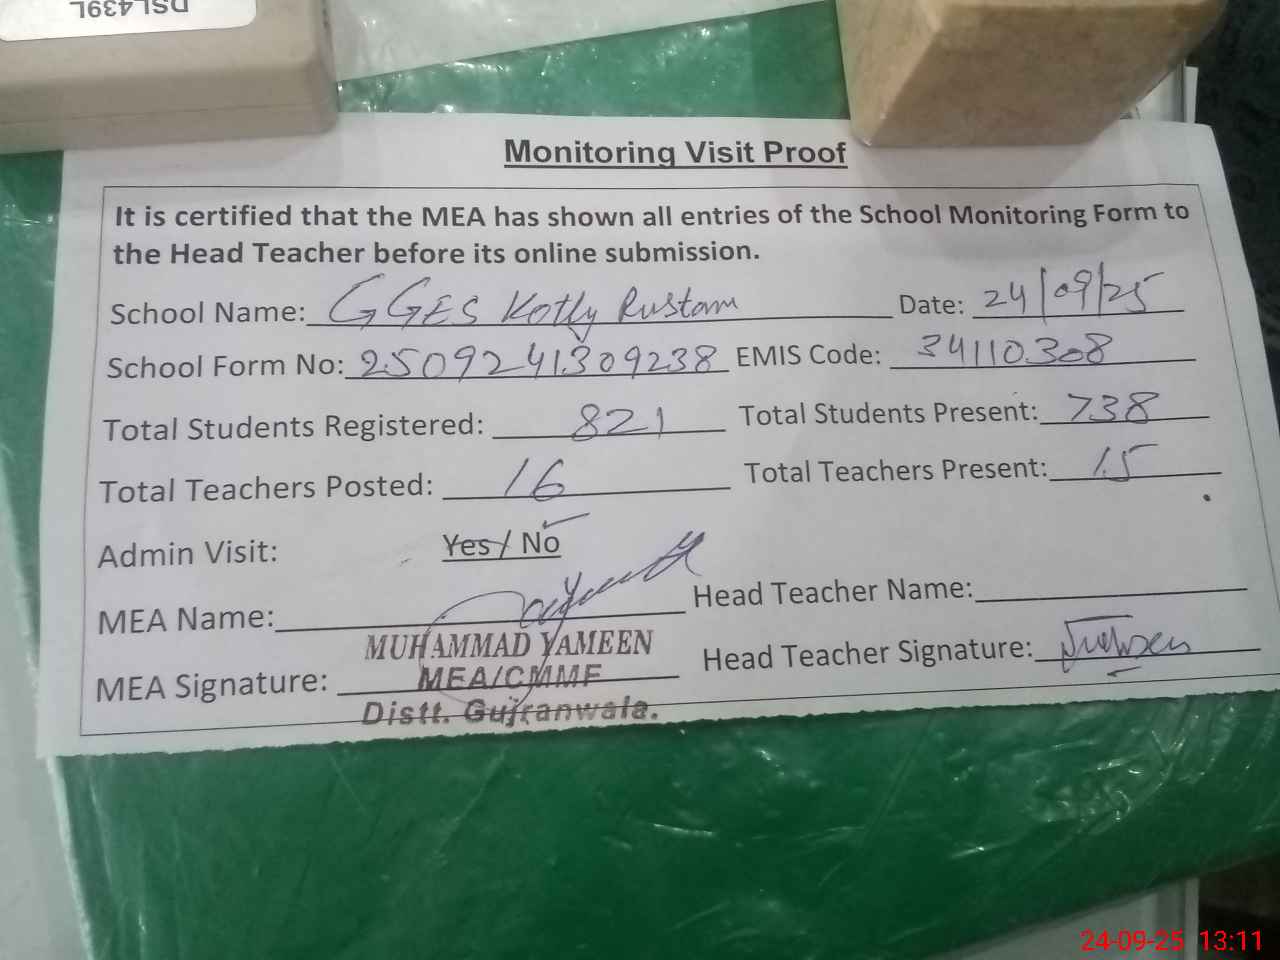 DSL439L
Monitoring Visit Proof
It is certified that the MEA has shown all entries of the School Monitoring Form to
the Head Teacher before its online submission.
School Name: GGES Kotly Rustam Date: 24/09/25
School Form No: 2509241309238 EMIS Code: 34110308
Total Students Registered: 821 Total Students Present: 738
Total Teachers Posted: 16 Total Teachers Present: 15
Admin Visit: Yes / No
MEA Name: Head Teacher Name:
MUHAMMAD YAMEEN
MEA Signature: MEA/CMMF Head Teacher Signature:
Distt. Gujranwala.
24-09-25 13:11